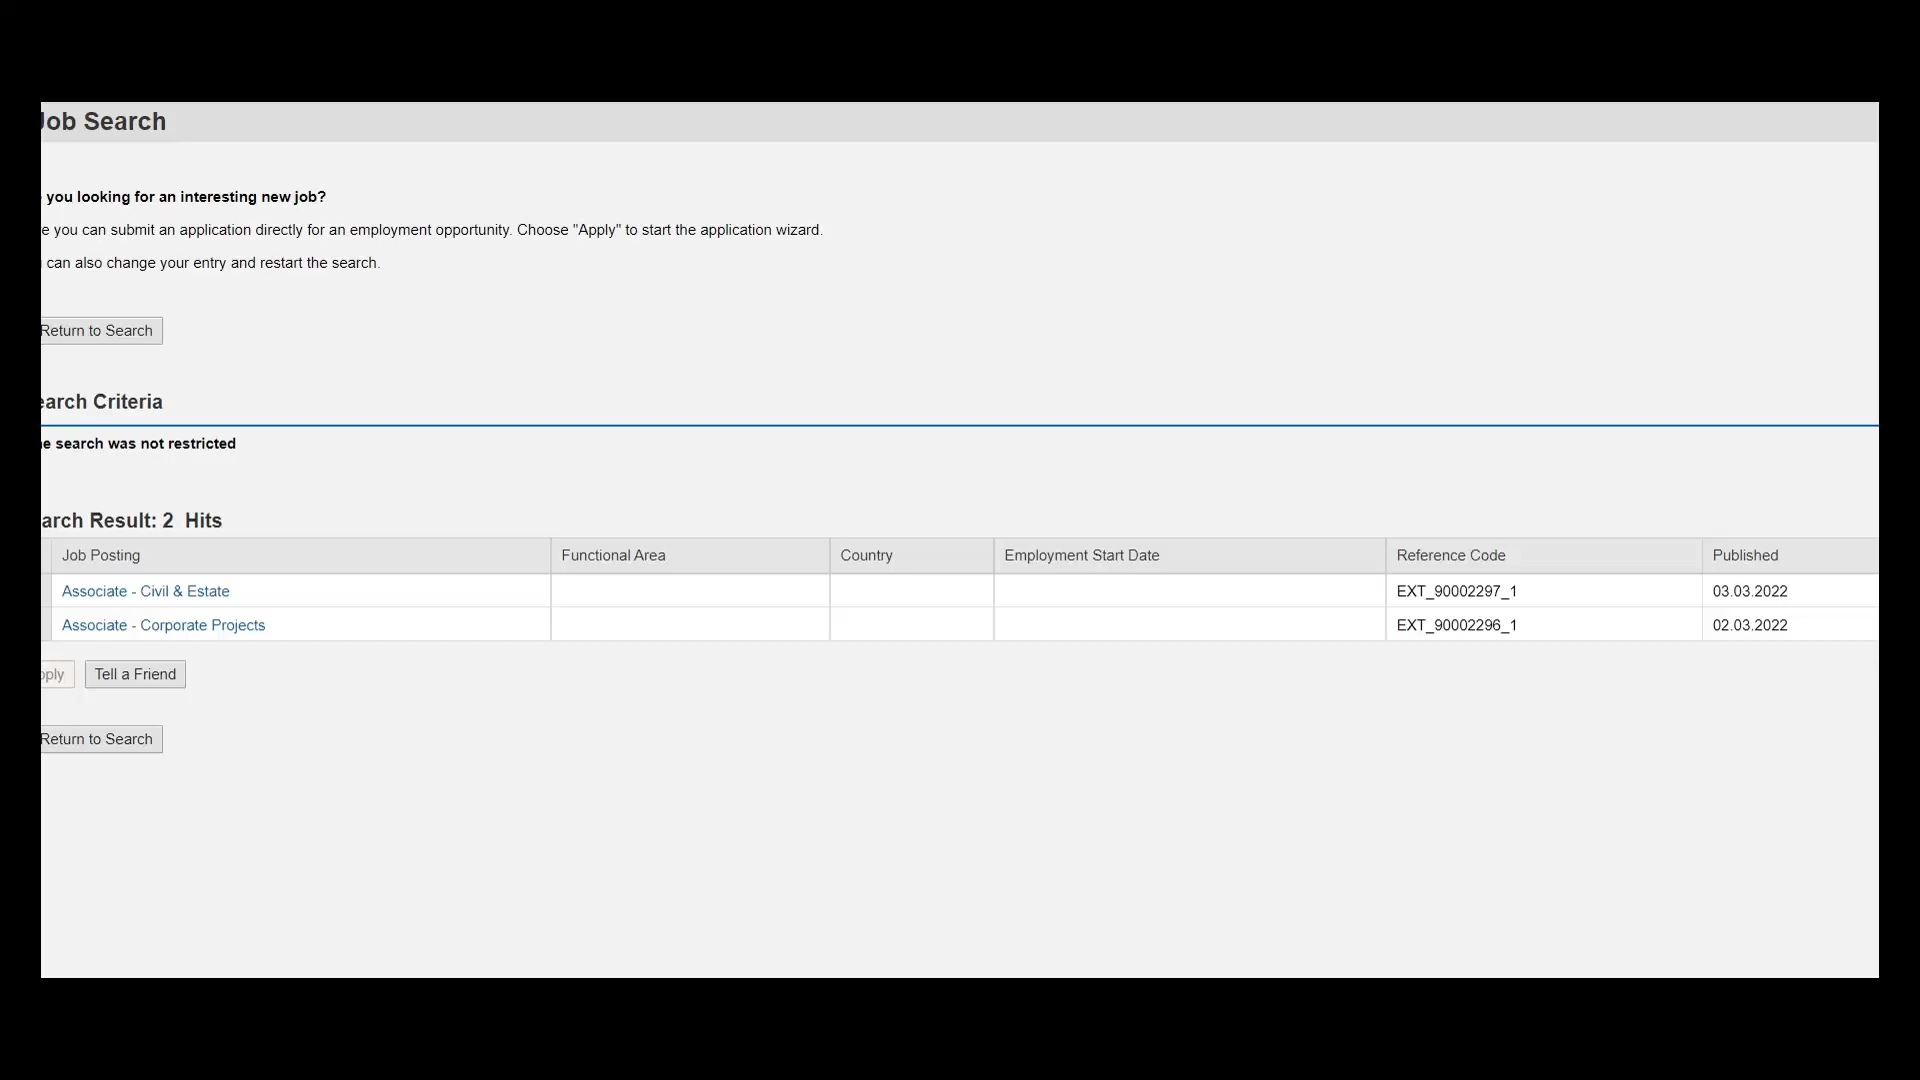 Job Search
you looking for an interesting new job?
you can submit an application directly for an employment opportunity. Choose "Apply" to start the application wizard.
can also change your entry and restart the search.
Return to Search
Criteria
search was not restricted
Result: 2 Hits
Job Posting Functional Area Country Employment Start Date Reference Code Published
Associate - Civil & Estate EXT_90002297_1 03.03.2022
Associate - Corporate Projects EXT_90002296_1 02.03.2022
Tell a Friend
Return to Search